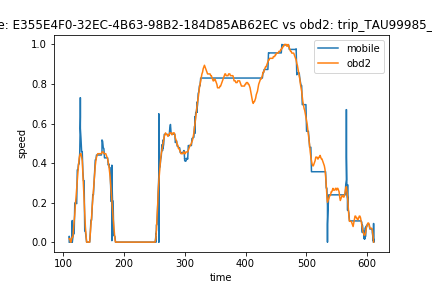 e: E355E4F0-32EC-4B63-98B2-184D85AB62EC vs obd2: trip_TAU99985_
mobile
obd2
1.0
0.8
0.6
0.4
0.2
0.0
speed
100 200 300 400 500 600
time